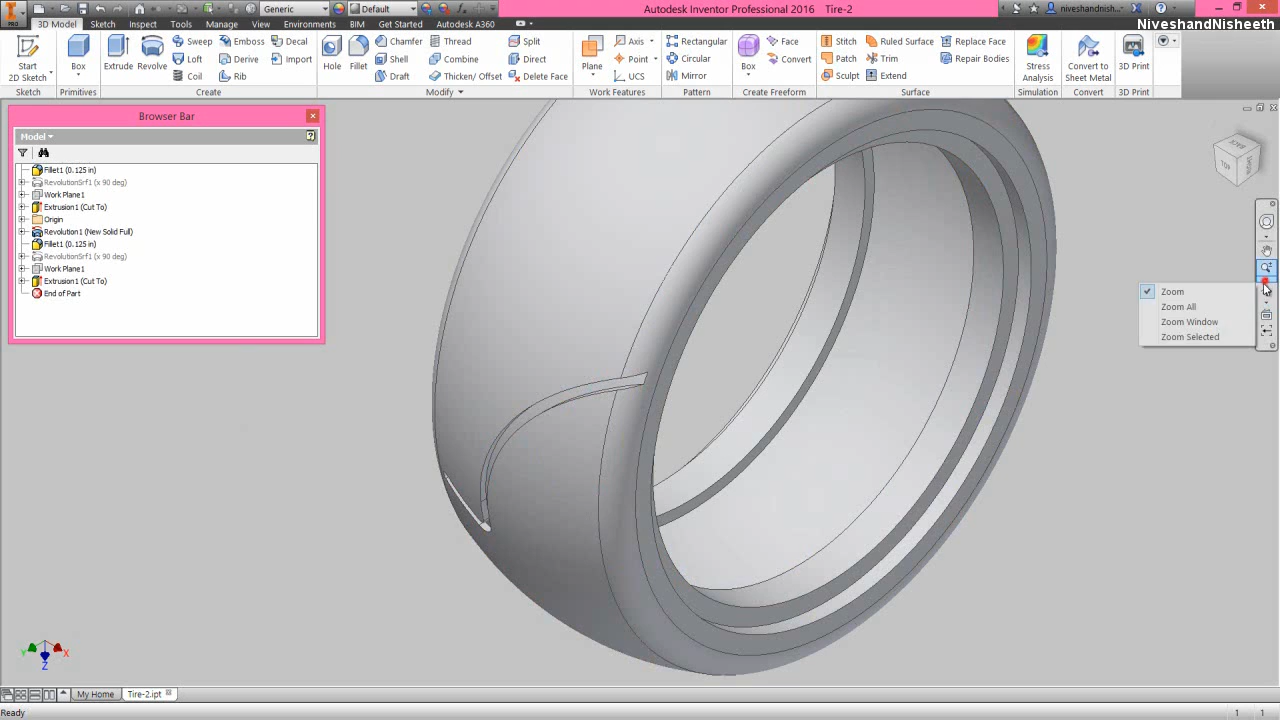 Generic
Default
Autodesk Inventor Professional 2016 Tire-2
niveshandnish...
NiveshandNisheeth
PRO
3D Model Sketch Inspect Tools Manage View Environments BIM Get Started Autodesk A360
Start 2D Sketch
Box
Extrude
Revolve
Sweep Emboss Decal
Loft Derive Import
Coil Rib
Hole
Fillet
Chamfer Thread Split
Shell Combine Direct
Draft Thicken/ Offset Delete Face
Plane
Axis
Point
UCS
Rectangular
Circular
Mirror
Box
Face
Convert
Stitch Ruled Surface Replace Face
Patch Trim Repair Bodies
Sculpt Extend
Stress Analysis
Convert to Sheet Metal
3D Print
Sketch Primitives Create Modify Work Features Pattern Create Freeform Surface Simulation Convert 3D Print
Browser Bar
Model
Fillet1 (0.125 in)
RevolutionSrf1 (x 90 deg)
Work Plane1
Extrusion1 (Cut To)
Origin
Revolution1 (New Solid Full)
Fillet1 (0.125 in)
RevolutionSrf1 (x 90 deg)
Work Plane1
Extrusion1 (Cut To)
End of Part
BACK
TOP
Zoom
Zoom All
Zoom Window
Zoom Selected
Y
X
Z
My Home Tire-2.ipt
Ready 1 1